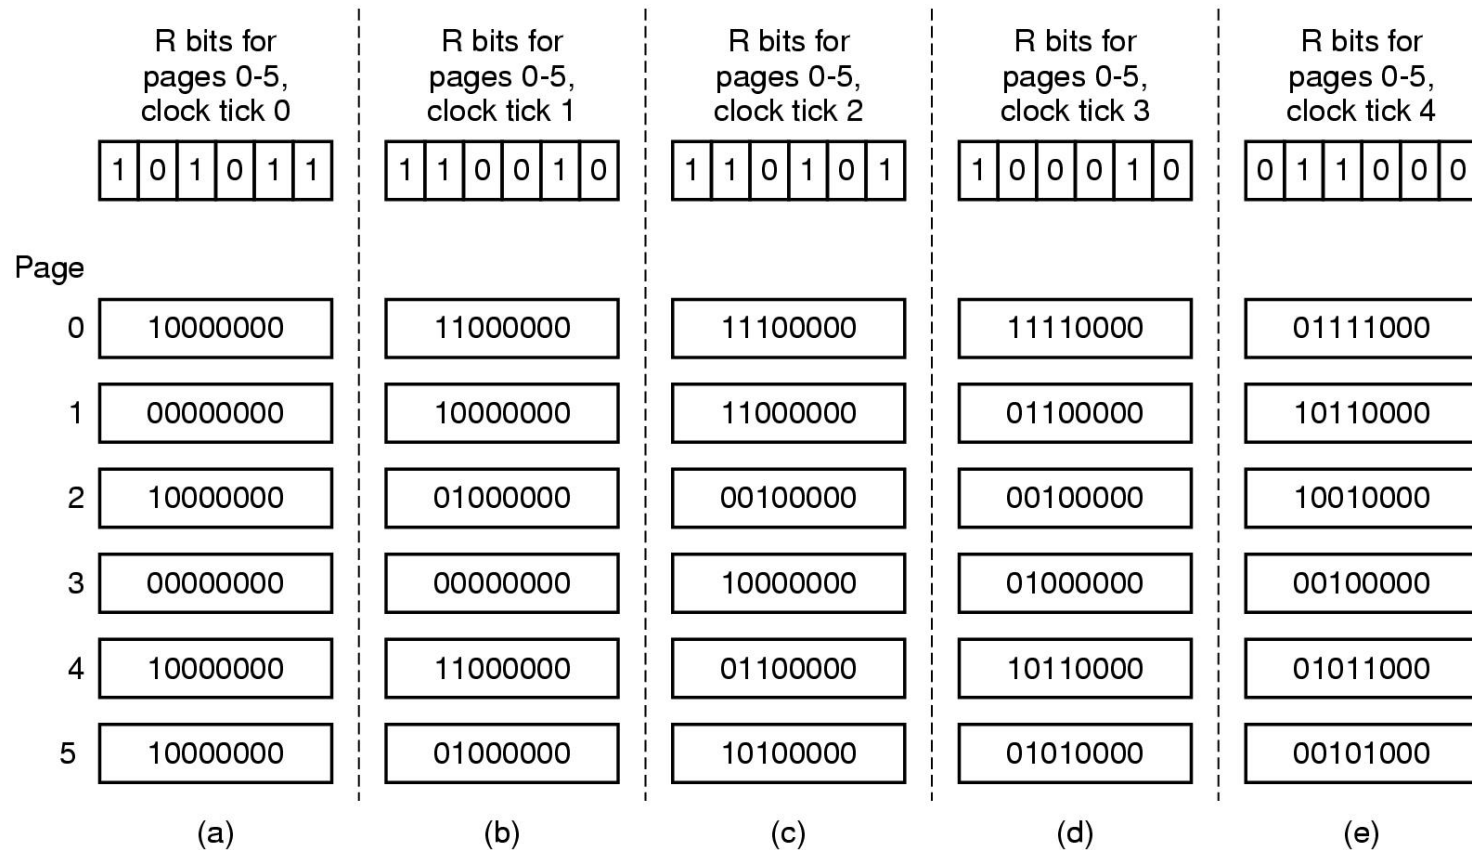 R bits for
pages 0-5,
clock tick 0
R bits for
pages 0-5,
clock tick 1
R bits for
pages 0-5,
clock tick 2
R bits for
pages 0-5,
clock tick 3
R bits for
pages 0-5,
clock tick 4
1 0 1 0 1 1
1 1 0 0 1 0
1 1 0 1 0 1
1 0 0 0 1 0
0 1 1 0 0 0
Page
0 10000000 11000000 11100000 11110000 01111000
1 00000000 10000000 11000000 01100000 10110000
2 10000000 01000000 00100000 00100000 10010000
3 00000000 00000000 10000000 01000000 00100000
4 10000000 11000000 01100000 10110000 01011000
5 10000000 01000000 10100000 01010000 00101000
(a) (b) (c) (d) (e)